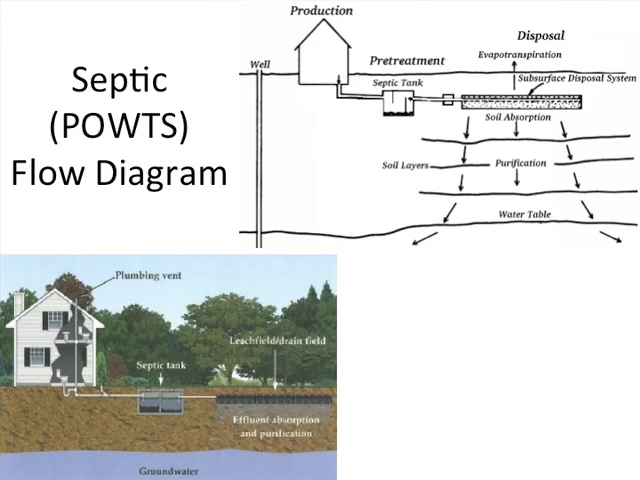 Septic
(POWTS)
Flow Diagram
Production
Disposal
Evapotranspiration
Well
Pretreatment
Septic Tank
Subsurface Disposal System
Soil Absorption
Soil Layers
Purification
Water Table
Plumbing vent
Leachfield/drain field
Septic tank
Effluent absorption
and purification
Groundwater